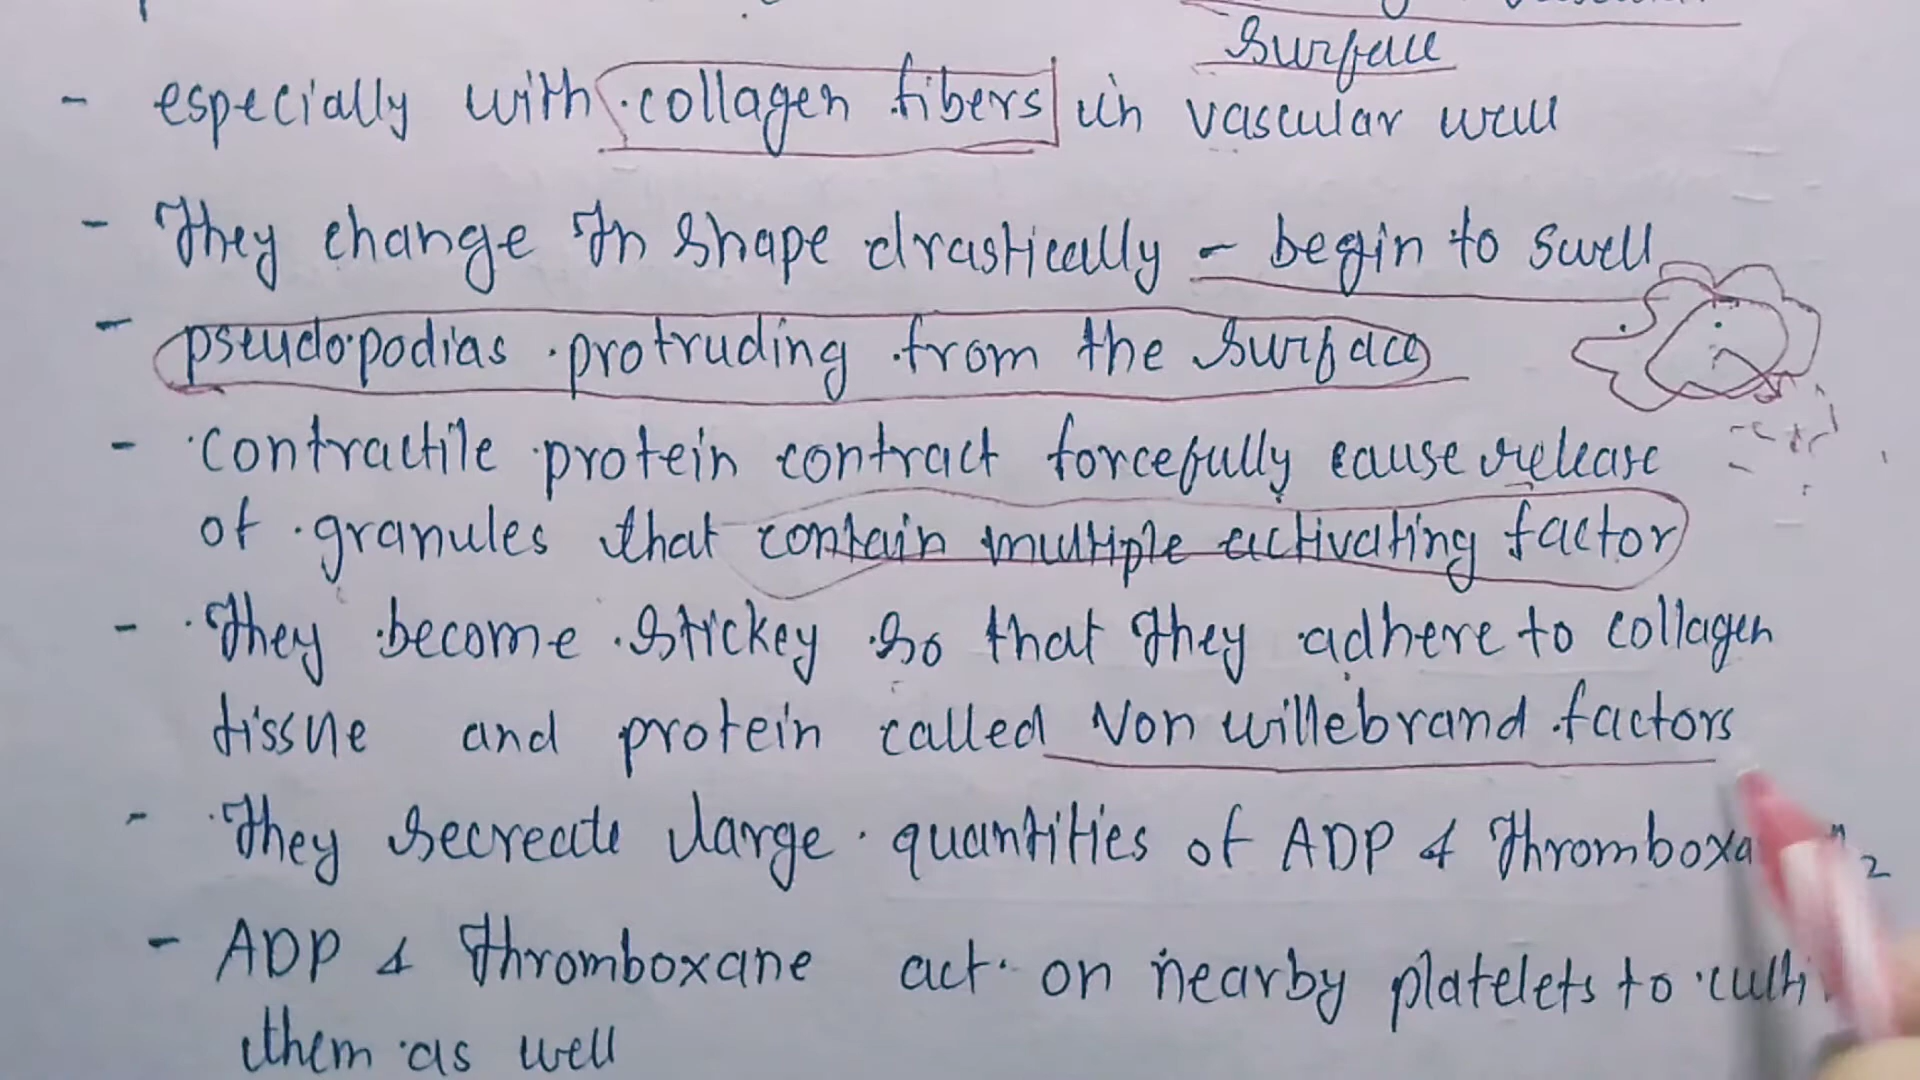 surface
- especially with collagen fibers in vascular wall
- They change in shape drastically - begin to swell
- pseudopodias protruding from the surface
- contractile protein contract forcefully cause release
of granules that contain multiple activating factor
- They become stickey so that they adhere to collagen
tissue and protein called Von willebrand factors
- They secreate large quantities of ADP & Thromboxa 2
- ADP & Thromboxane act on nearby platelets to
them as well